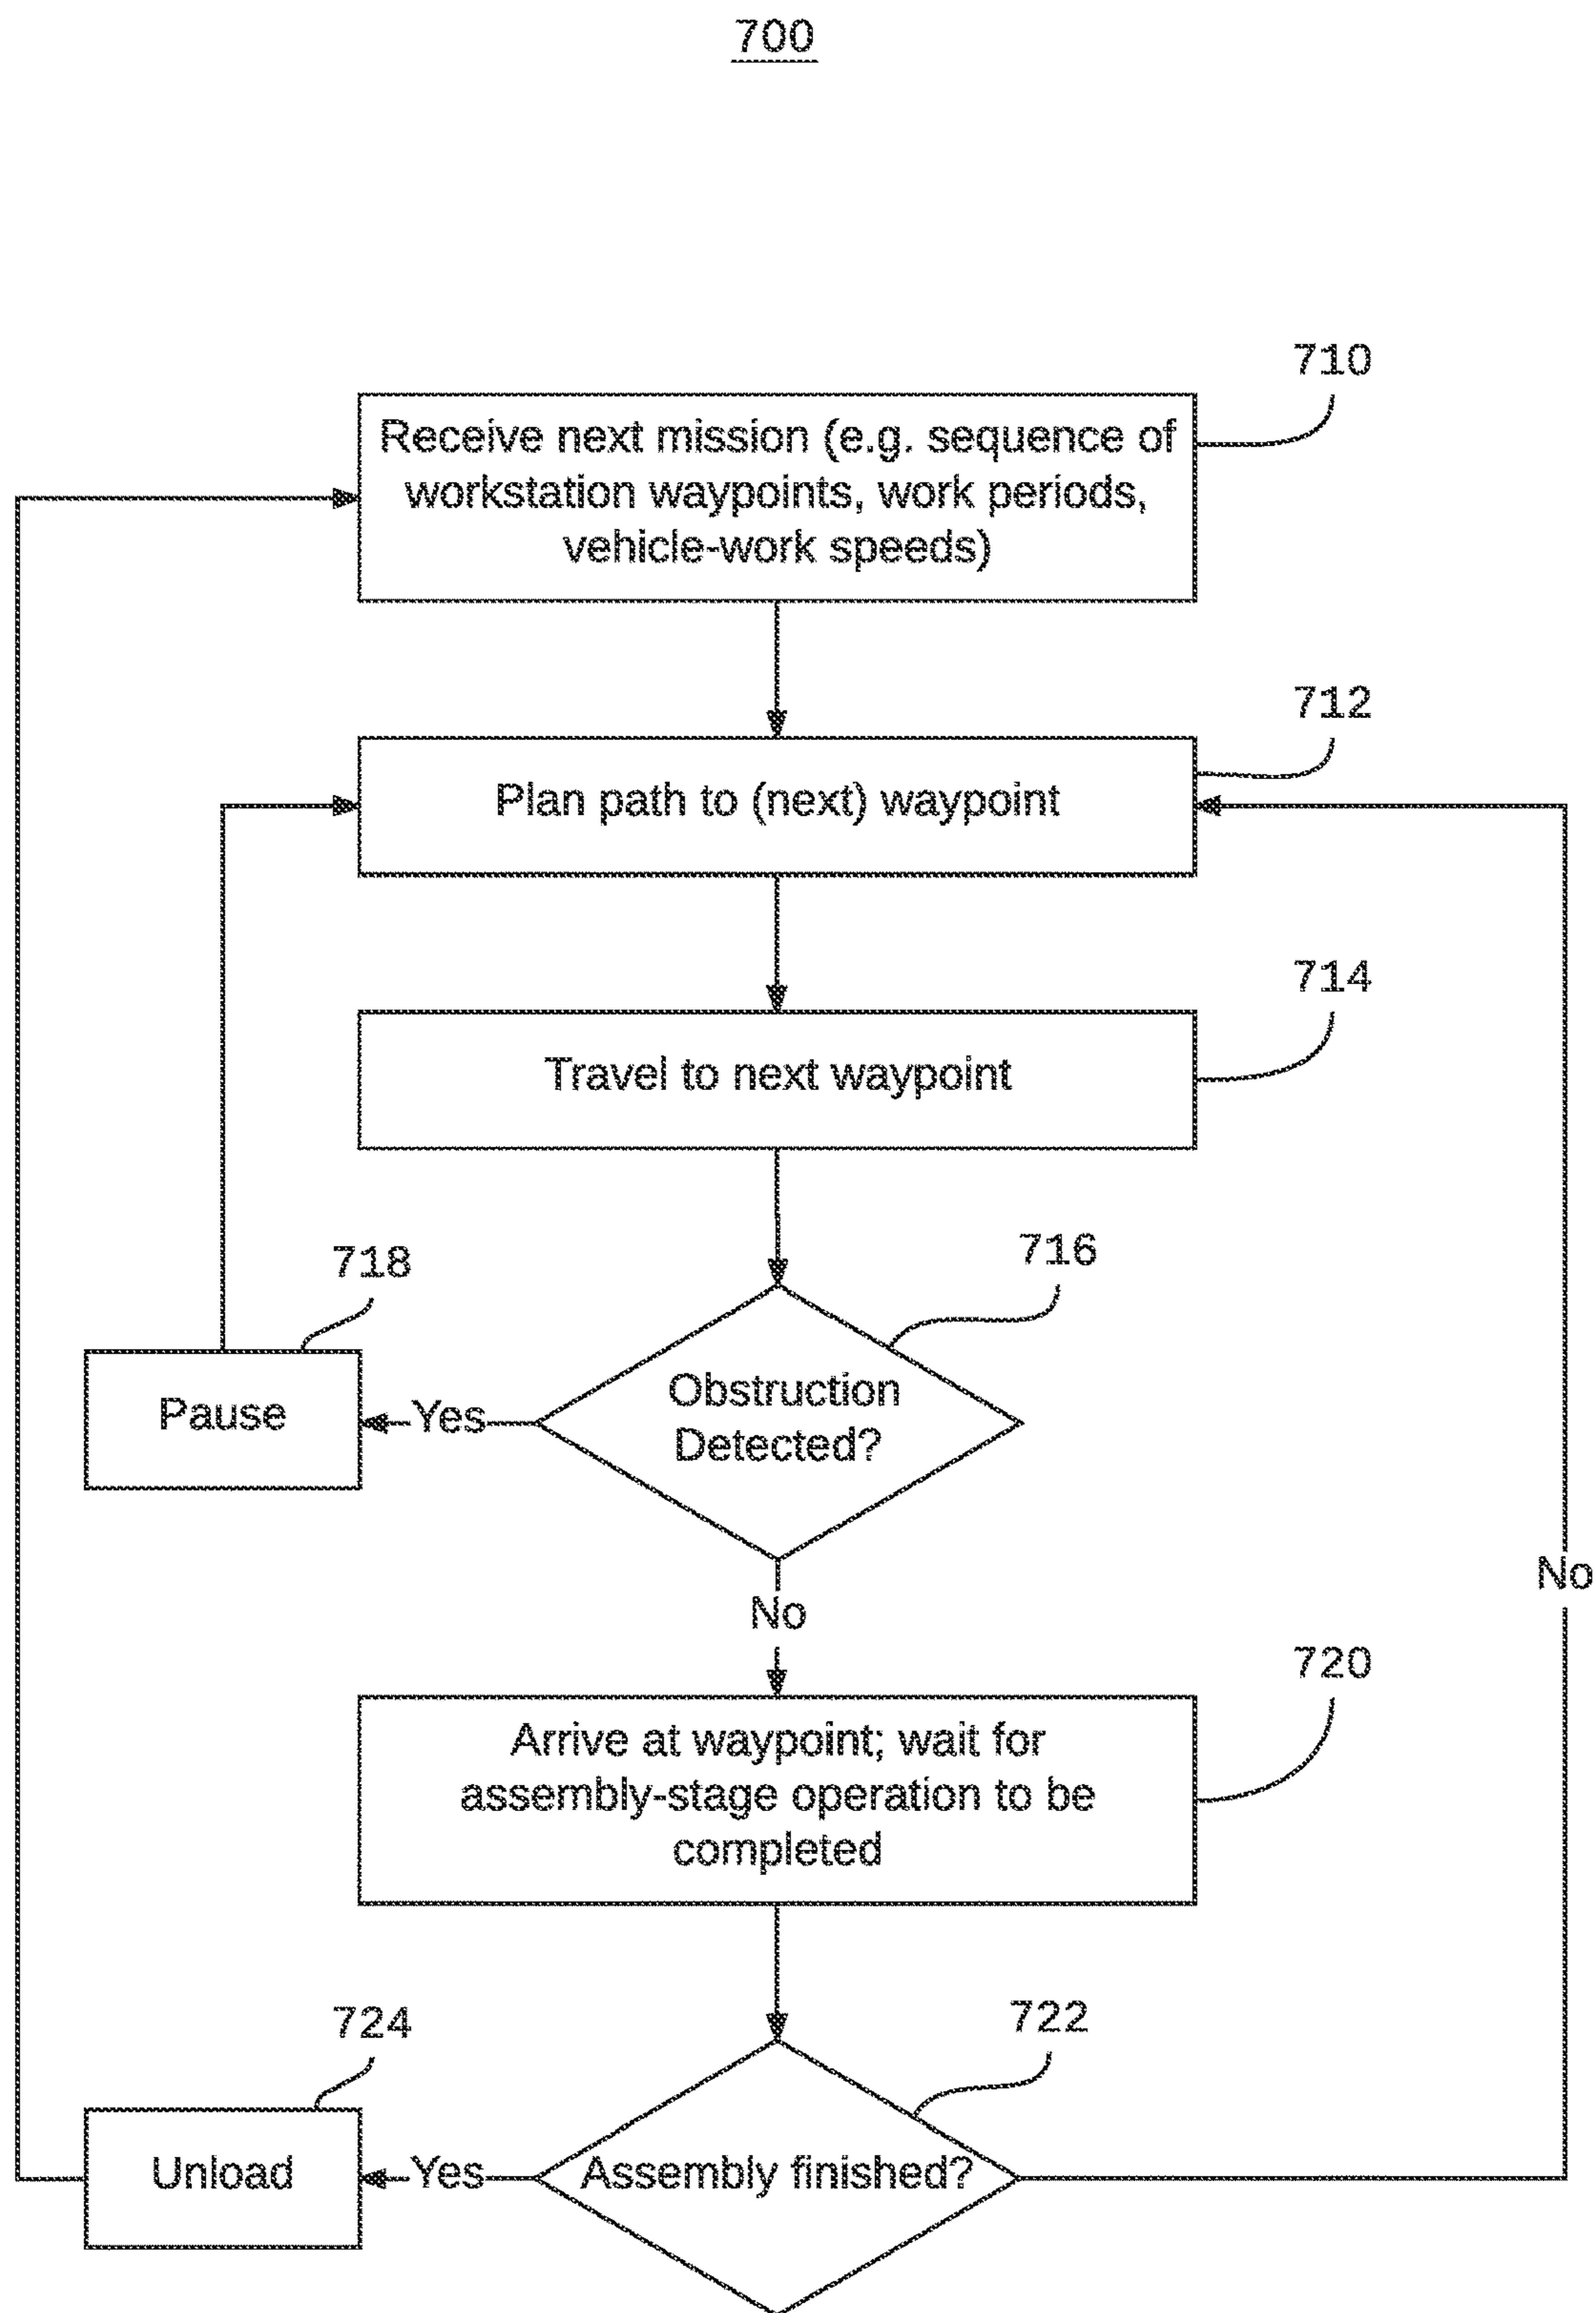 700
710
Receive next mission (e.g. sequence of
workstation waypoints, work periods,
vehicle-work speeds)
712
Plan path to (next) waypoint
714
Travel to next waypoint
716
718
Obstruction
Detected?
Yes
Pause
No
No
720
Arrive at waypoint; wait for
assembly-stage operation to be
completed
722
724
Assembly finished?
Yes
Unload